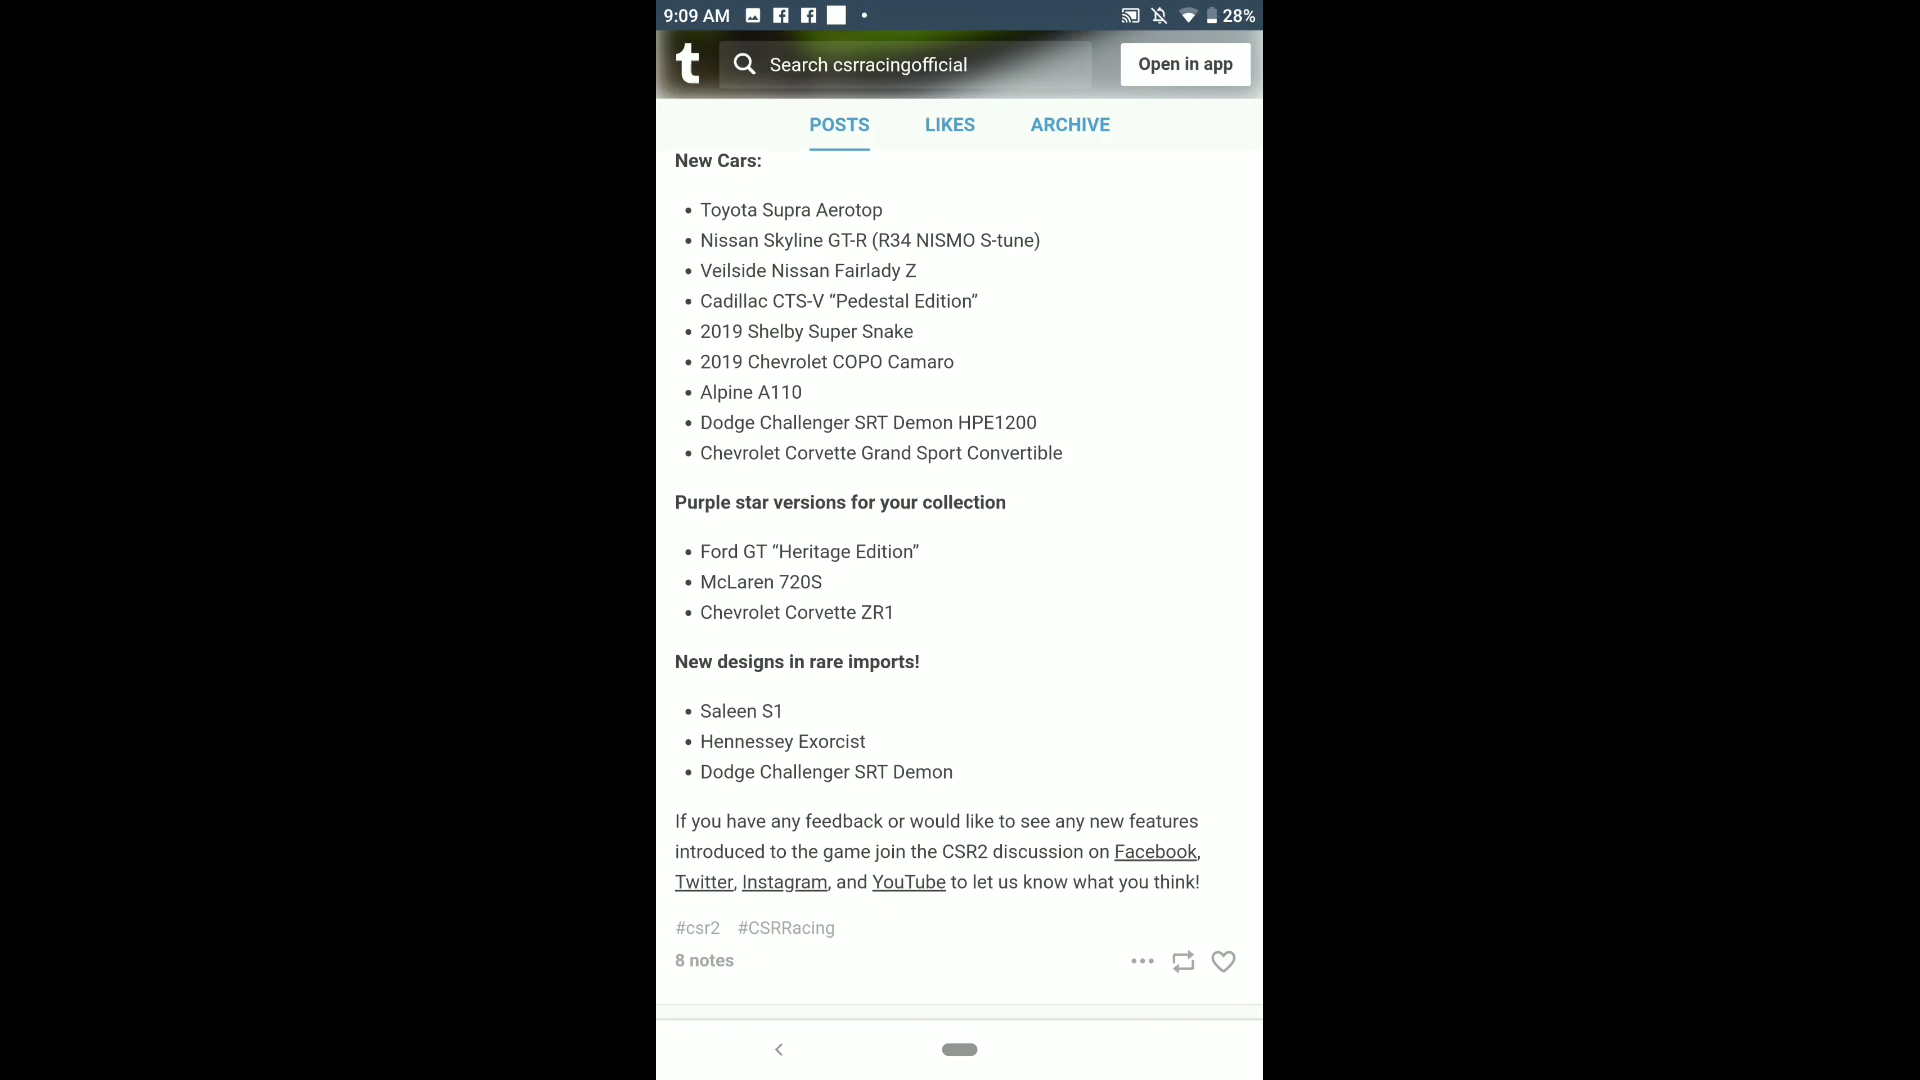 9:09 AM
28%
t
Search csrracingofficial
Open in app
POSTS
LIKES
ARCHIVE
New Cars:
• Toyota Supra Aerotop
• Nissan Skyline GT-R (R34 NISMO S-tune)
• Veilside Nissan Fairlady Z
• Cadillac CTS-V “Pedestal Edition”
• 2019 Shelby Super Snake
• 2019 Chevrolet COPO Camaro
• Alpine A110
• Dodge Challenger SRT Demon HPE1200
• Chevrolet Corvette Grand Sport Convertible
Purple star versions for your collection
• Ford GT “Heritage Edition”
• McLaren 720S
• Chevrolet Corvette ZR1
New designs in rare imports!
• Saleen S1
• Hennessey Exorcist
• Dodge Challenger SRT Demon
If you have any feedback or would like to see any new features
introduced to the game join the CSR2 discussion on Facebook,
Twitter, Instagram, and YouTube to let us know what you think!
#csr2 #CSRRacing
8 notes